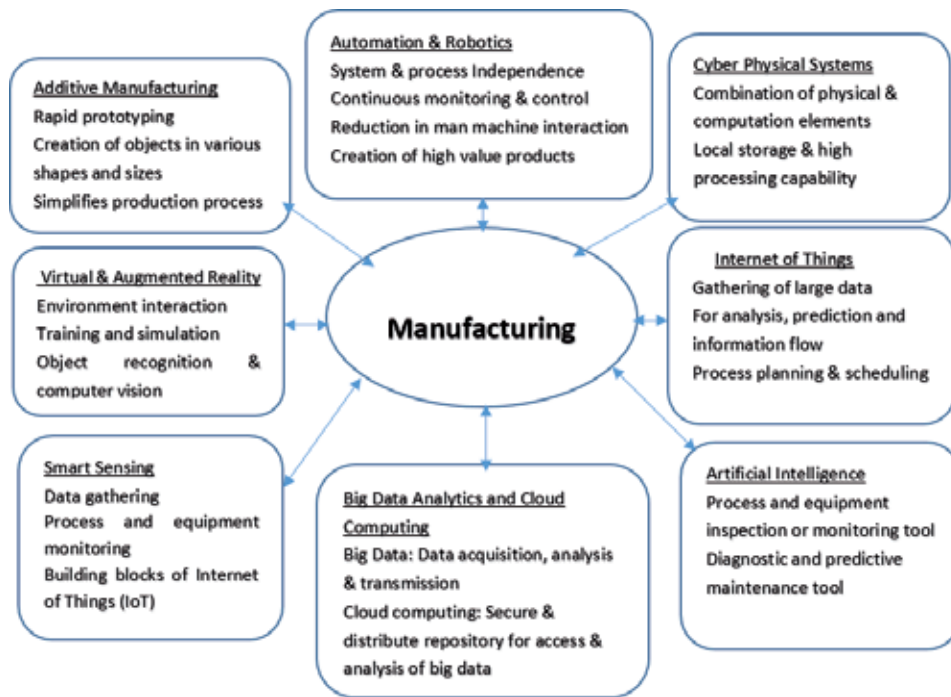 Automation & Robotics
System & process Independence
Continuous monitoring & control
Reduction in man machine interaction
Creation of high value products
Additive Manufacturing
Rapid prototyping
Creation of objects in various
shapes and sizes
Simplifies production process
Cyber Physical Systems
Combination of physical &
computation elements
Local storage & high
processing capability
Virtual & Augmented Reality
Environment interaction
Training and simulation
Object recognition &
computer vision
Manufacturing
Internet of Things
Gathering of large data
For analysis, prediction and
information flow
Process planning & scheduling
Smart Sensing
Data gathering
Process and equipment
monitoring
Building blocks of Internet
of Things (IoT)
Big Data Analytics and Cloud
Computing
Big Data: Data acquisition, analysis
& transmission
Cloud computing: Secure &
distribute repository for access &
analysis of big data
Artificial Intelligence
Process and equipment
inspection or monitoring tool
Diagnostic and predictive
maintenance tool